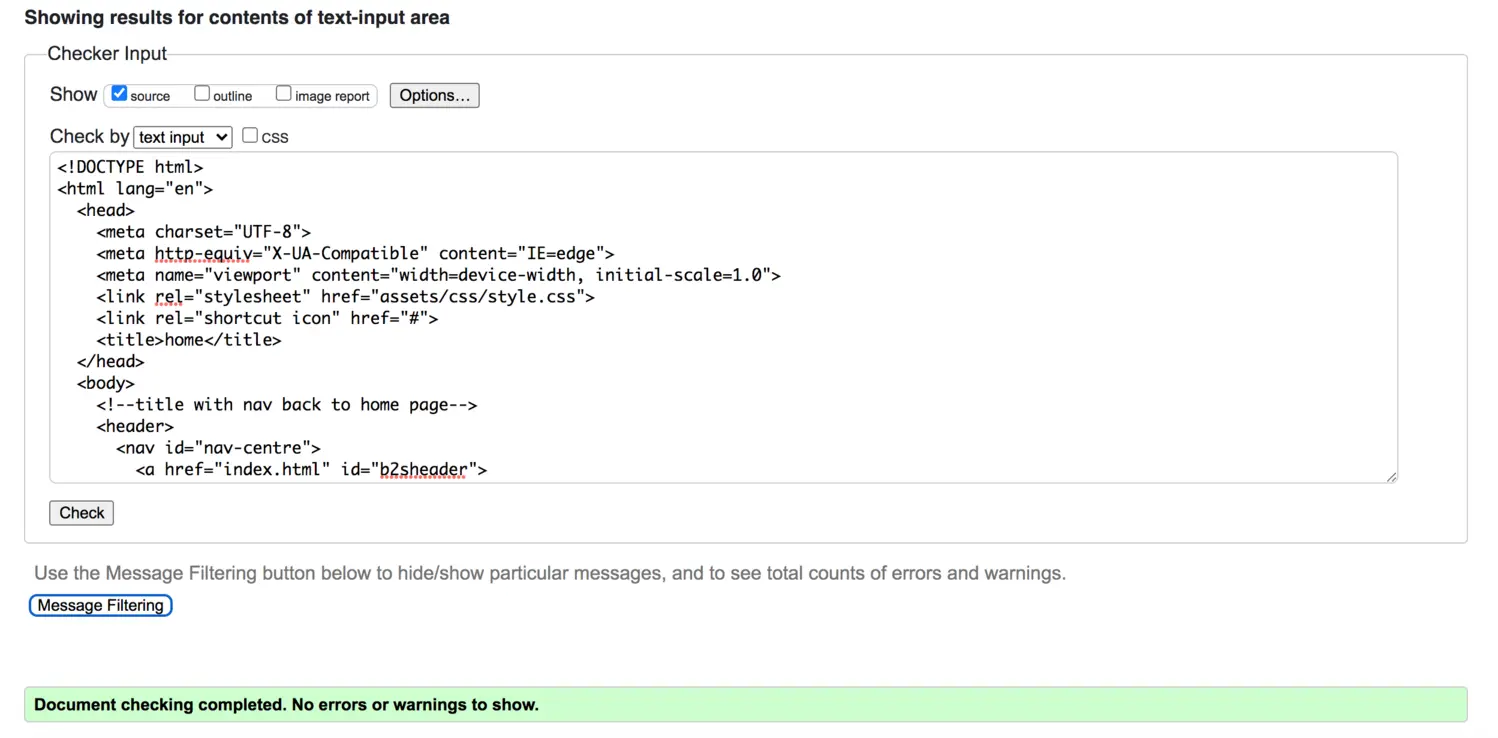 Showing results for contents of text-input area
Checker Input
Show source outline image report Options...
Check by text input css
<!DOCTYPE html>
<html lang="en">
  <head>
    <meta charset="UTF-8">
    <meta http-equiv="X-UA-Compatible" content="IE=edge">
    <meta name="viewport" content="width=device-width, initial-scale=1.0">
    <link rel="stylesheet" href="assets/css/style.css">
    <link rel="shortcut icon" href="#">
    <title>home</title>
  </head>
  <body>
    <!--title with nav back to home page-->
    <header>
      <nav id="nav-centre">
        <a href="index.html" id="b2sheader">
Check
Use the Message Filtering button below to hide/show particular messages, and to see total counts of errors and warnings.
Message Filtering
Document checking completed. No errors or warnings to show.